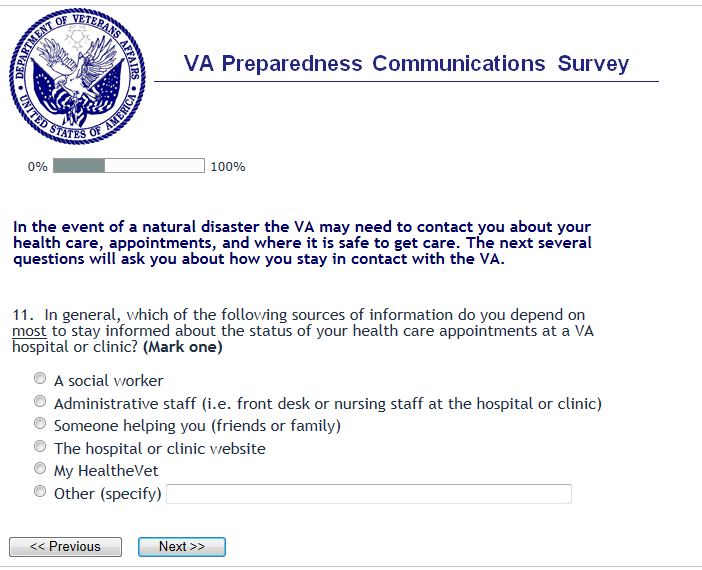 DEPARTMENT OF VETERANS AFFAIRS
UNITED STATES OF AMERICA
VA Preparedness Communications Survey
0% 100%
In the event of a natural disaster the VA may need to contact you about your
health care, appointments, and where it is safe to get care. The next several
questions will ask you about how you stay in contact with the VA.
11. In general, which of the following sources of information do you depend on
most to stay informed about the status of your health care appointments at a VA
hospital or clinic? (Mark one)
A social worker
Administrative staff (i.e. front desk or nursing staff at the hospital or clinic)
Someone helping you (friends or family)
The hospital or clinic website
My HealtheVet
Other (specify)
<< Previous Next >>